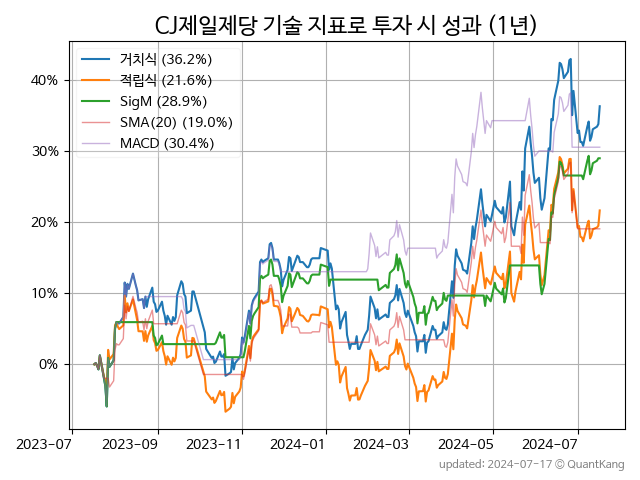 CJ제일제당 기술 지표로 투자 시 성과 (1년)
거치식 (36.2%)
적립식 (21.6%)
SigM (28.9%)
SMA(20) (19.0%)
MACD (30.4%)
40%
30%
20%
10%
0%
2023-07 2023-09 2023-11 2024-01 2024-03 2024-05 2024-07
updated: 2024-07-17 © QuantKang